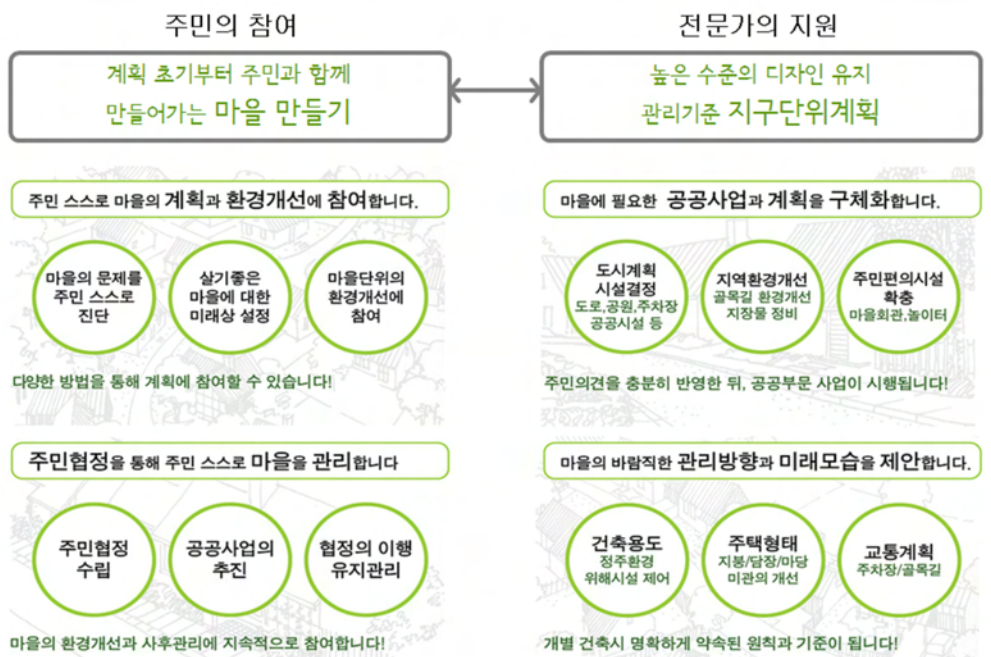 주민의 참여
계획 초기부터 주민과 함께
만들어가는 마을 만들기
주민 스스로 마을의 계획과 환경개선에 참여합니다.
마을의 문제를
주민 스스로
진단
살기좋은
마을에 대한
미래상 설정
마을단위의
환경개선에
참여
다양한 방법을 통해 계획에 참여할 수 있습니다!
주민협정을 통해 주민 스스로 마을을 관리합니다
주민협정
수립
공공사업의
추진
협정의 이행
유지관리
마을의 환경개선과 사후관리에 지속적으로 참여합니다!
전문가의 지원
높은 수준의 디자인 유지
관리기준 지구단위계획
마을에 필요한 공공사업과 계획을 구체화합니다.
도시계획
시설결정
도로,공원,주차장
공공시설 등
지역환경개선
골목길 환경개선
지장물 정비
주민편의시설
확충
마을회관,놀이터
주민의견을 충분히 반영한 뒤, 공공부문 사업이 시행됩니다!
마을의 바람직한 관리방향과 미래모습을 제안합니다.
건축용도
정주환경
위해시설 제어
주택형태
지붕/담장/마당
미관의 개선
교통계획
주차장/골목길
개별 건축시 명확하게 약속된 원칙과 기준이 됩니다!